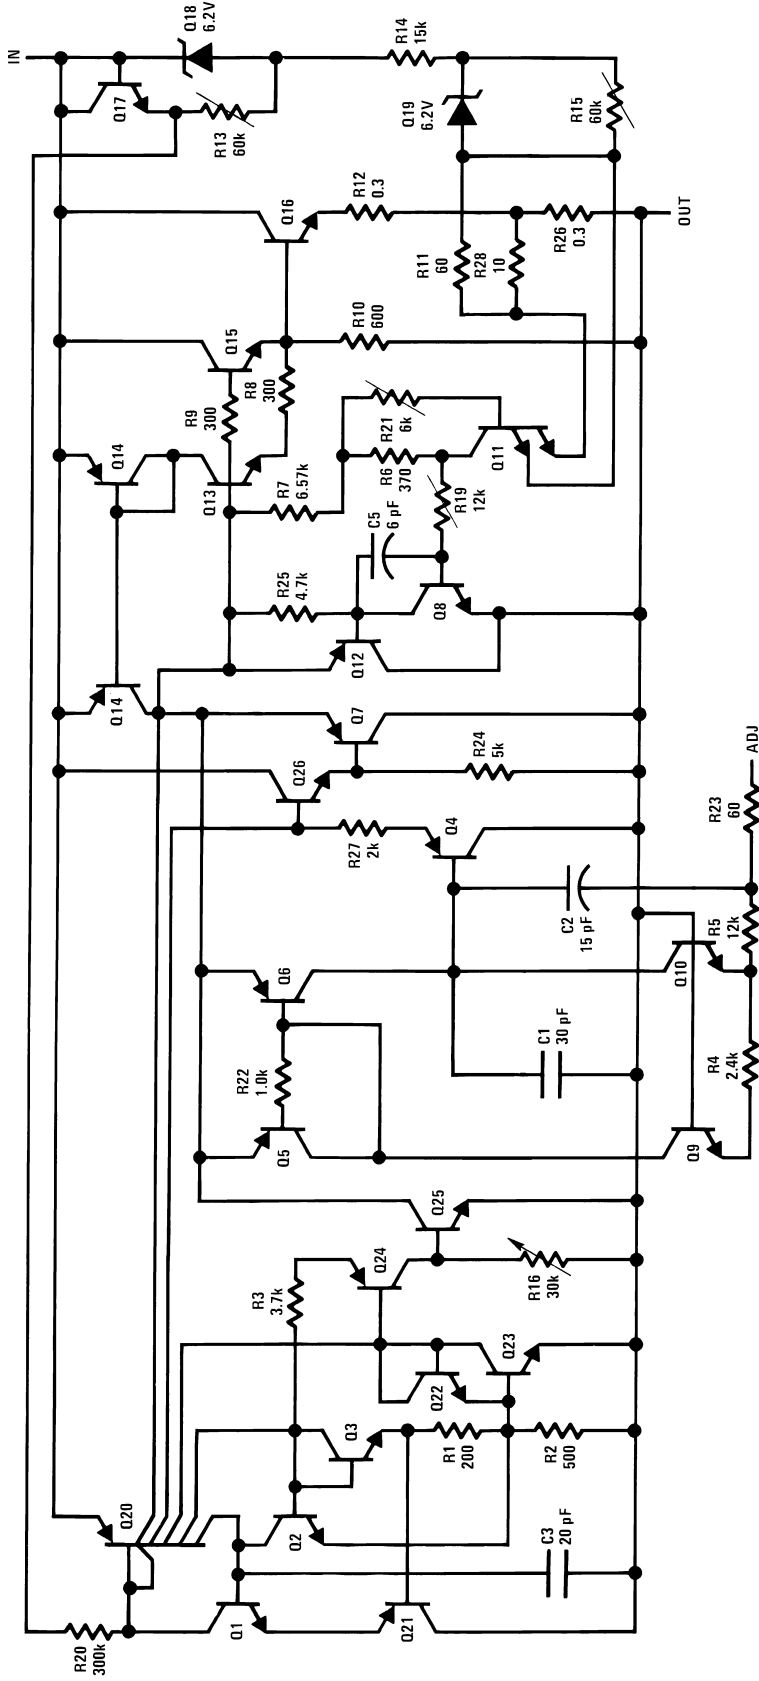 IN
Q18
6.2V
Q17
R13
60k
R14
15k
Q19
6.2V
R15
60k
Q16
R12
0.3
R11
60
R28
10
R26
0.3
OUT
Q15
R10
600
R9
300
R8
300
Q14
Q13
R7
6.57k
R21
6k
R6
370
Q11
R19
12k
C5
6 pF
R25
4.7k
Q8
Q12
Q14
Q7
Q26
R24
5k
R27
2k
Q4
C2
15 pF
R23
60
ADJ
R5
12k
Q10
Q6
C1
30 pF
R22
1.0k
R4
2.4k
Q5
Q9
Q25
Q24
R16
30k
R3
3.7k
Q23
Q22
Q3
R1
200
R2
500
Q20
Q2
C3
20 pF
Q1
Q21
R20
300k